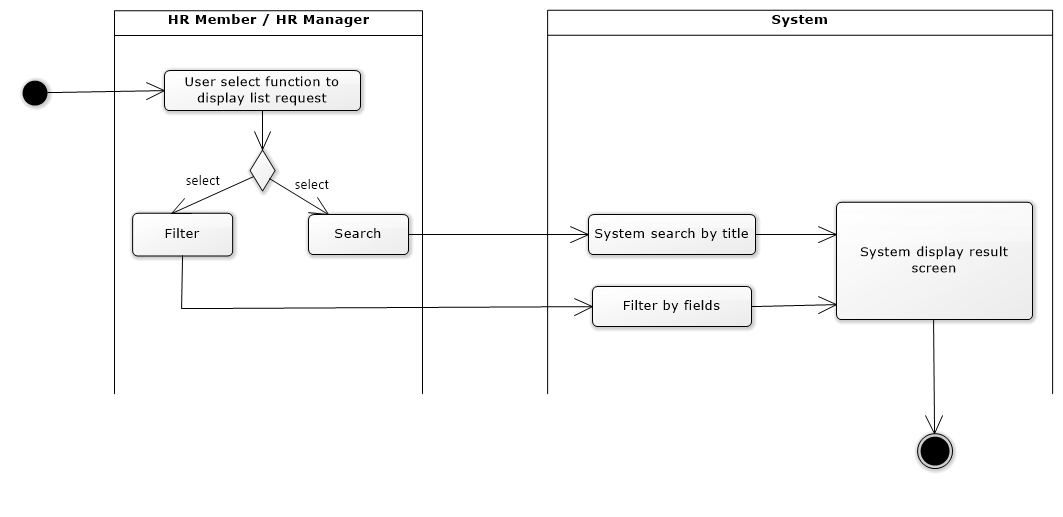 HR Member / HR Manager
System
User select function to
display list request
select
select
Filter
Search
System search by title
System display result
screen
Filter by fields